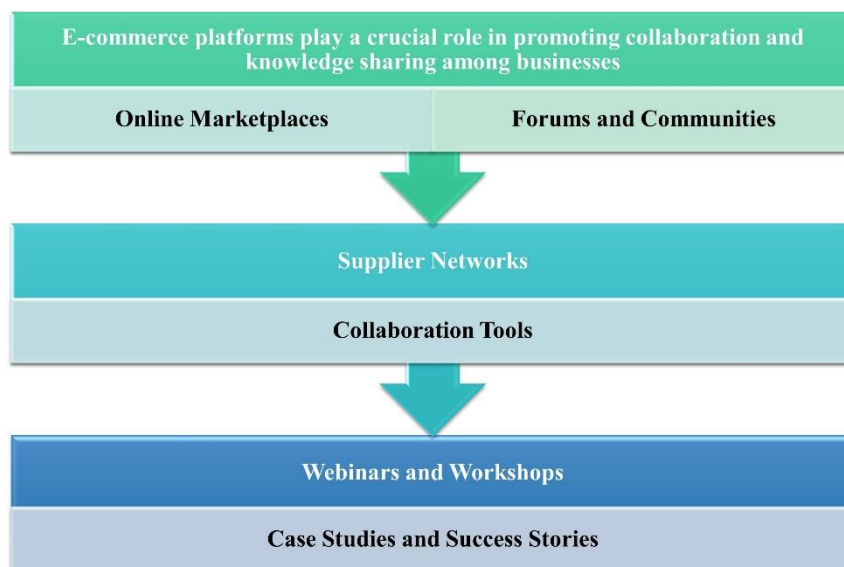 E-commerce platforms play a crucial role in promoting collaboration and
knowledge sharing among businesses
Online Marketplaces
Forums and Communities
Supplier Networks
Collaboration Tools
Webinars and Workshops
Case Studies and Success Stories